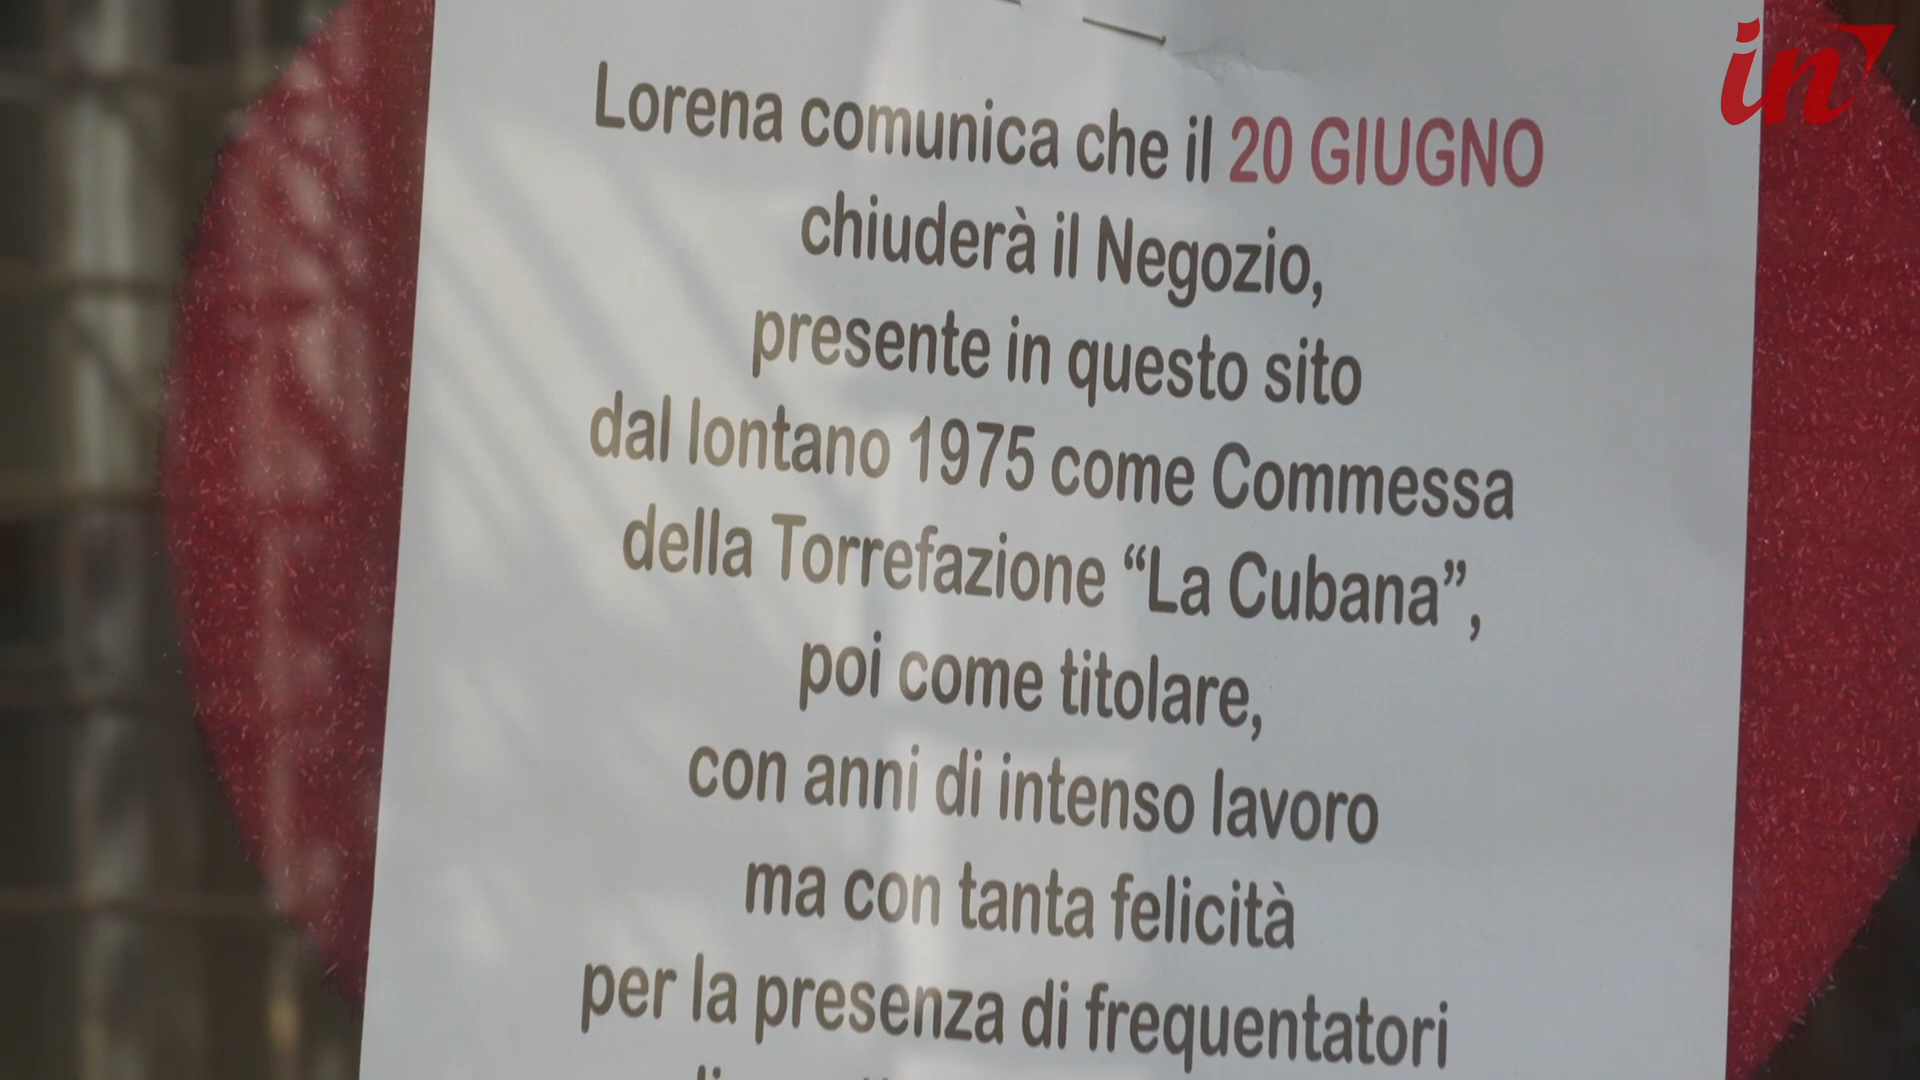 in
Lorena comunica che il 20 GIUGNO
chiuderà il Negozio,
presente in questo sito
dal lontano 1975 come Commessa
della Torrefazione “La Cubana”,
poi come titolare,
con anni di intenso lavoro
ma con tanta felicità
per la presenza di frequentatori